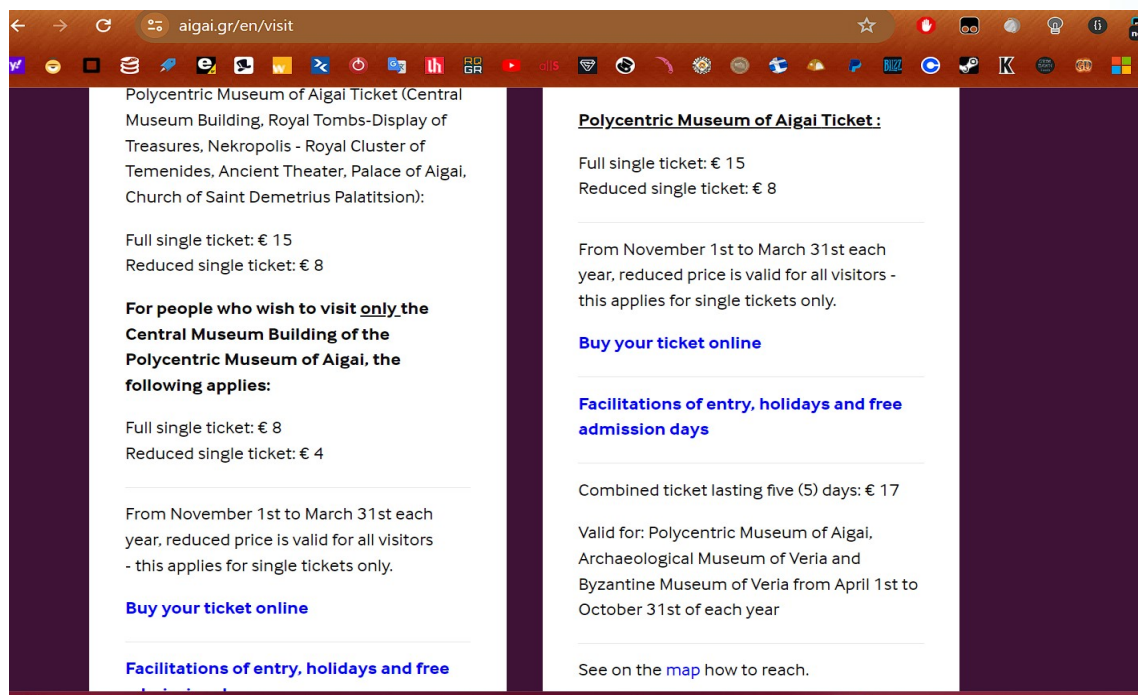 aigai.gr/en/visit
Polycentric Museum of Aigai Ticket (Central
Museum Building, Royal Tombs-Display of
Treasures, Nekropolis - Royal Cluster of
Temenides, Ancient Theater, Palace of Aigai,
Church of Saint Demetrius Palatitsion):
Full single ticket: € 15
Reduced single ticket: € 8
For people who wish to visit only the
Central Museum Building of the
Polycentric Museum of Aigai, the
following applies:
Full single ticket: € 8
Reduced single ticket: € 4
From November 1st to March 31st each
year, reduced price is valid for all visitors
- this applies for single tickets only.
Buy your ticket online
Facilitations of entry, holidays and free
Polycentric Museum of Aigai Ticket :
Full single ticket: € 15
Reduced single ticket: € 8
From November 1st to March 31st each
year, reduced price is valid for all visitors -
this applies for single tickets only.
Buy your ticket online
Facilitations of entry, holidays and free
admission days
Combined ticket lasting five (5) days: € 17
Valid for: Polycentric Museum of Aigai,
Archaeological Museum of Veria and
Byzantine Museum of Veria from April 1st to
October 31st of each year
See on the map how to reach.